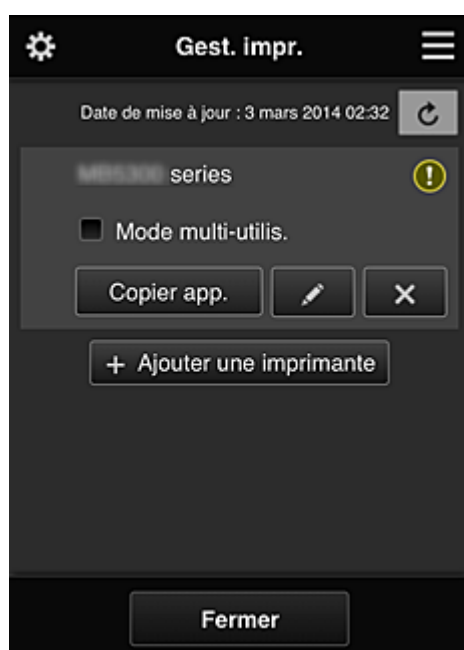 Gest. impr.
Date de mise à jour : 3 mars 2014 02:32
series
Mode multi-utilis.
Copier app.
+ Ajouter une imprimante
Fermer